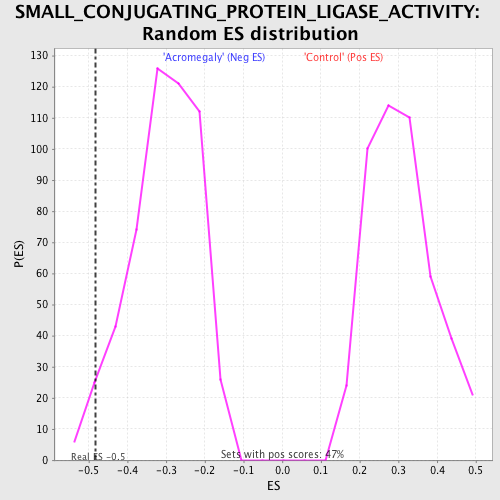 SMALL_CONJUGATING_PROTEIN_LIGASE_ACTIVITY:
Random ES distribution
'Acromegaly' (Neg ES) 'Control' (Pos ES)
130
120
110
100
90
80
70
60
50
40
30
20
10
0
P(ES)
Real ES -0.5 Sets with pos scores: 47%
-0.5 -0.4 -0.3 -0.2 -0.1 0.0 0.1 0.2 0.3 0.4 0.5
ES